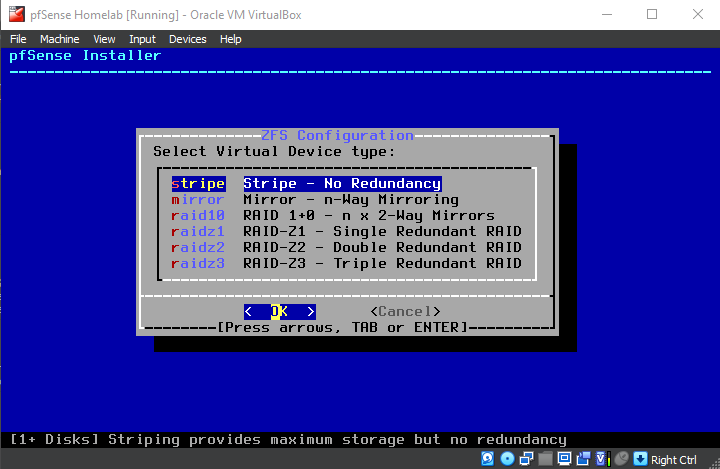 pfSense Homelab [Running] - Oracle VM VirtualBox
File Machine View Input Devices Help
pfSense Installer
ZFS Configuration
Select Virtual Device type:
stripe Stripe - No Redundancy
mirror Mirror - n-Way Mirroring
raid10 RAID 1+0 - n x 2-Way Mirrors
raidz1 RAID-Z1 - Single Redundant RAID
raidz2 RAID-Z2 - Double Redundant RAID
raidz3 RAID-Z3 - Triple Redundant RAID
< OK > <Cancel>
[Press arrows, TAB or ENTER]
[1+ Disks] Striping provides maximum storage but no redundancy
Right Ctrl